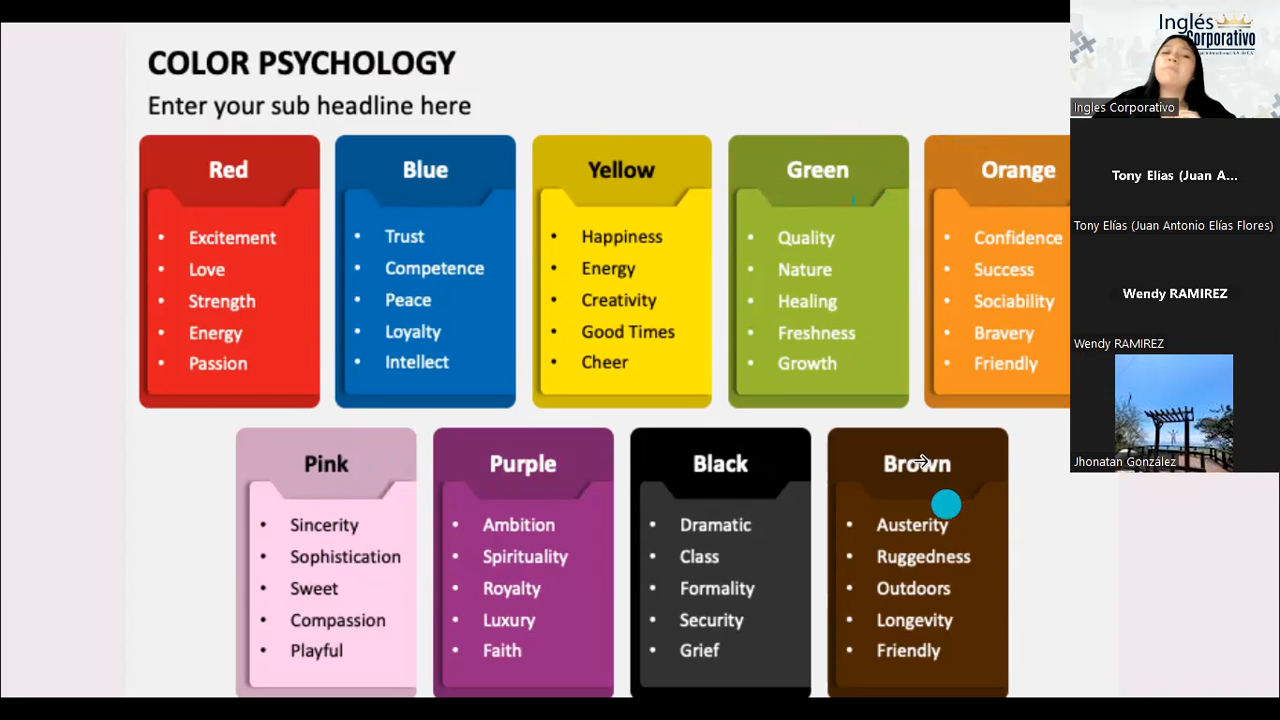 COLOR PSYCHOLOGY
Enter your sub headline here
Red
• Excitement
• Love
• Strength
• Energy
• Passion
Blue
• Trust
• Competence
• Peace
• Loyalty
• Intellect
Yellow
• Happiness
• Energy
• Creativity
• Good Times
• Cheer
Green
• Quality
• Nature
• Healing
• Freshness
• Growth
Orange
• Confidence
• Success
• Sociability
• Bravery
• Friendly
Pink
• Sincerity
• Sophistication
• Sweet
• Compassion
• Playful
Purple
• Ambition
• Spirituality
• Royalty
• Luxury
• Faith
Black
• Dramatic
• Class
• Formality
• Security
• Grief
Brown
• Austerity
• Ruggedness
• Outdoors
• Longevity
• Friendly
Inglés
Corporativo
Ingles Corporativo
Tony Elías (Juan A...
Tony Elías (Juan Antonio Elías Flores)
Wendy RAMIREZ
Wendy RAMIREZ
Jhonatan González